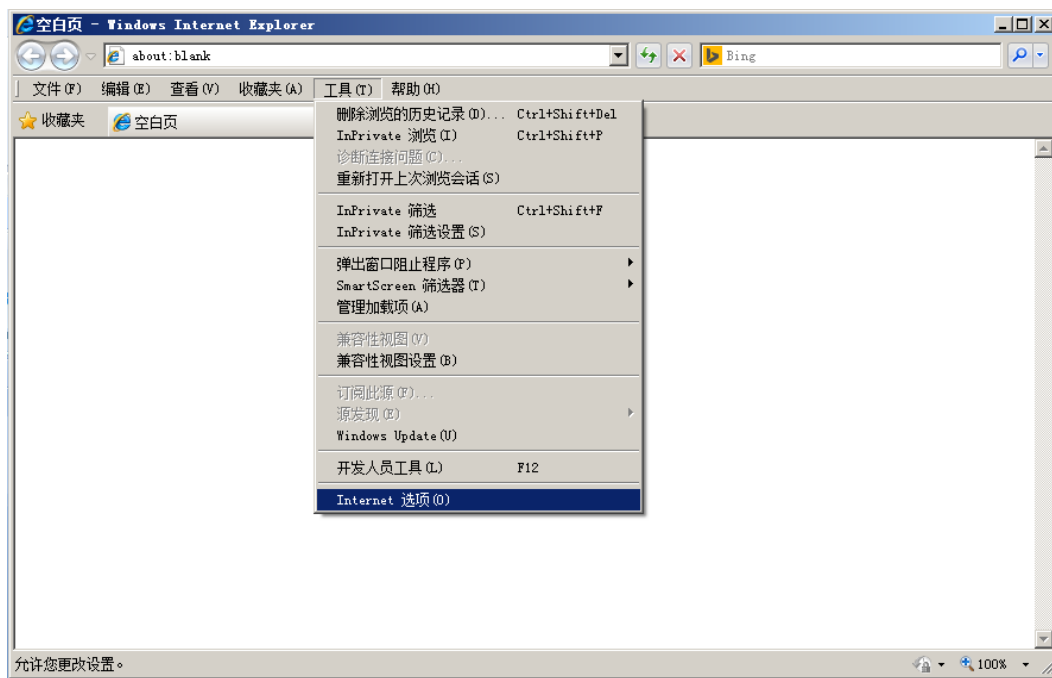 空白页 - Windows Internet Explorer
about:blank
Bing
文件(F) 编辑(E) 查看(V) 收藏夹(A) 工具(T) 帮助(H)
收藏夹 空白页
删除浏览的历史记录(D)... Ctrl+Shift+Del
InPrivate 浏览(I) Ctrl+Shift+P
诊断连接问题(C)...
重新打开上次浏览会话(S)
InPrivate 筛选 Ctrl+Shift+F
InPrivate 筛选设置(S)
弹出窗口阻止程序(P)
SmartScreen 筛选器(T)
管理加载项(A)
兼容性视图(V)
兼容性视图设置(B)
订阅此源(F)...
源发现(E)
Windows Update(U)
开发人员工具(L) F12
Internet 选项(O)
允许您更改设置。 100%